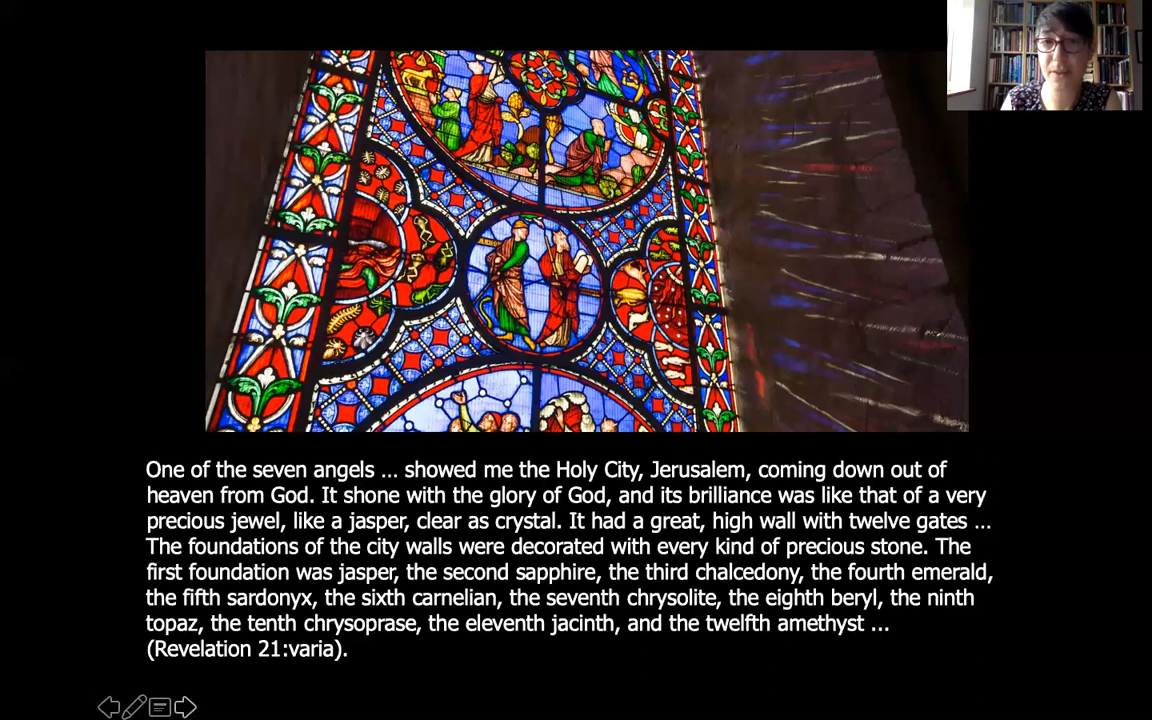 One of the seven angels ... showed me the Holy City, Jerusalem, coming down out of
heaven from God. It shone with the glory of God, and its brilliance was like that of a very
precious jewel, like a jasper, clear as crystal. It had a great, high wall with twelve gates ...
The foundations of the city walls were decorated with every kind of precious stone. The
first foundation was jasper, the second sapphire, the third chalcedony, the fourth emerald,
the fifth sardonyx, the sixth carnelian, the seventh chrysolite, the eighth beryl, the ninth
topaz, the tenth chrysoprase, the eleventh jacinth, and the twelfth amethyst ...
(Revelation 21:varia).